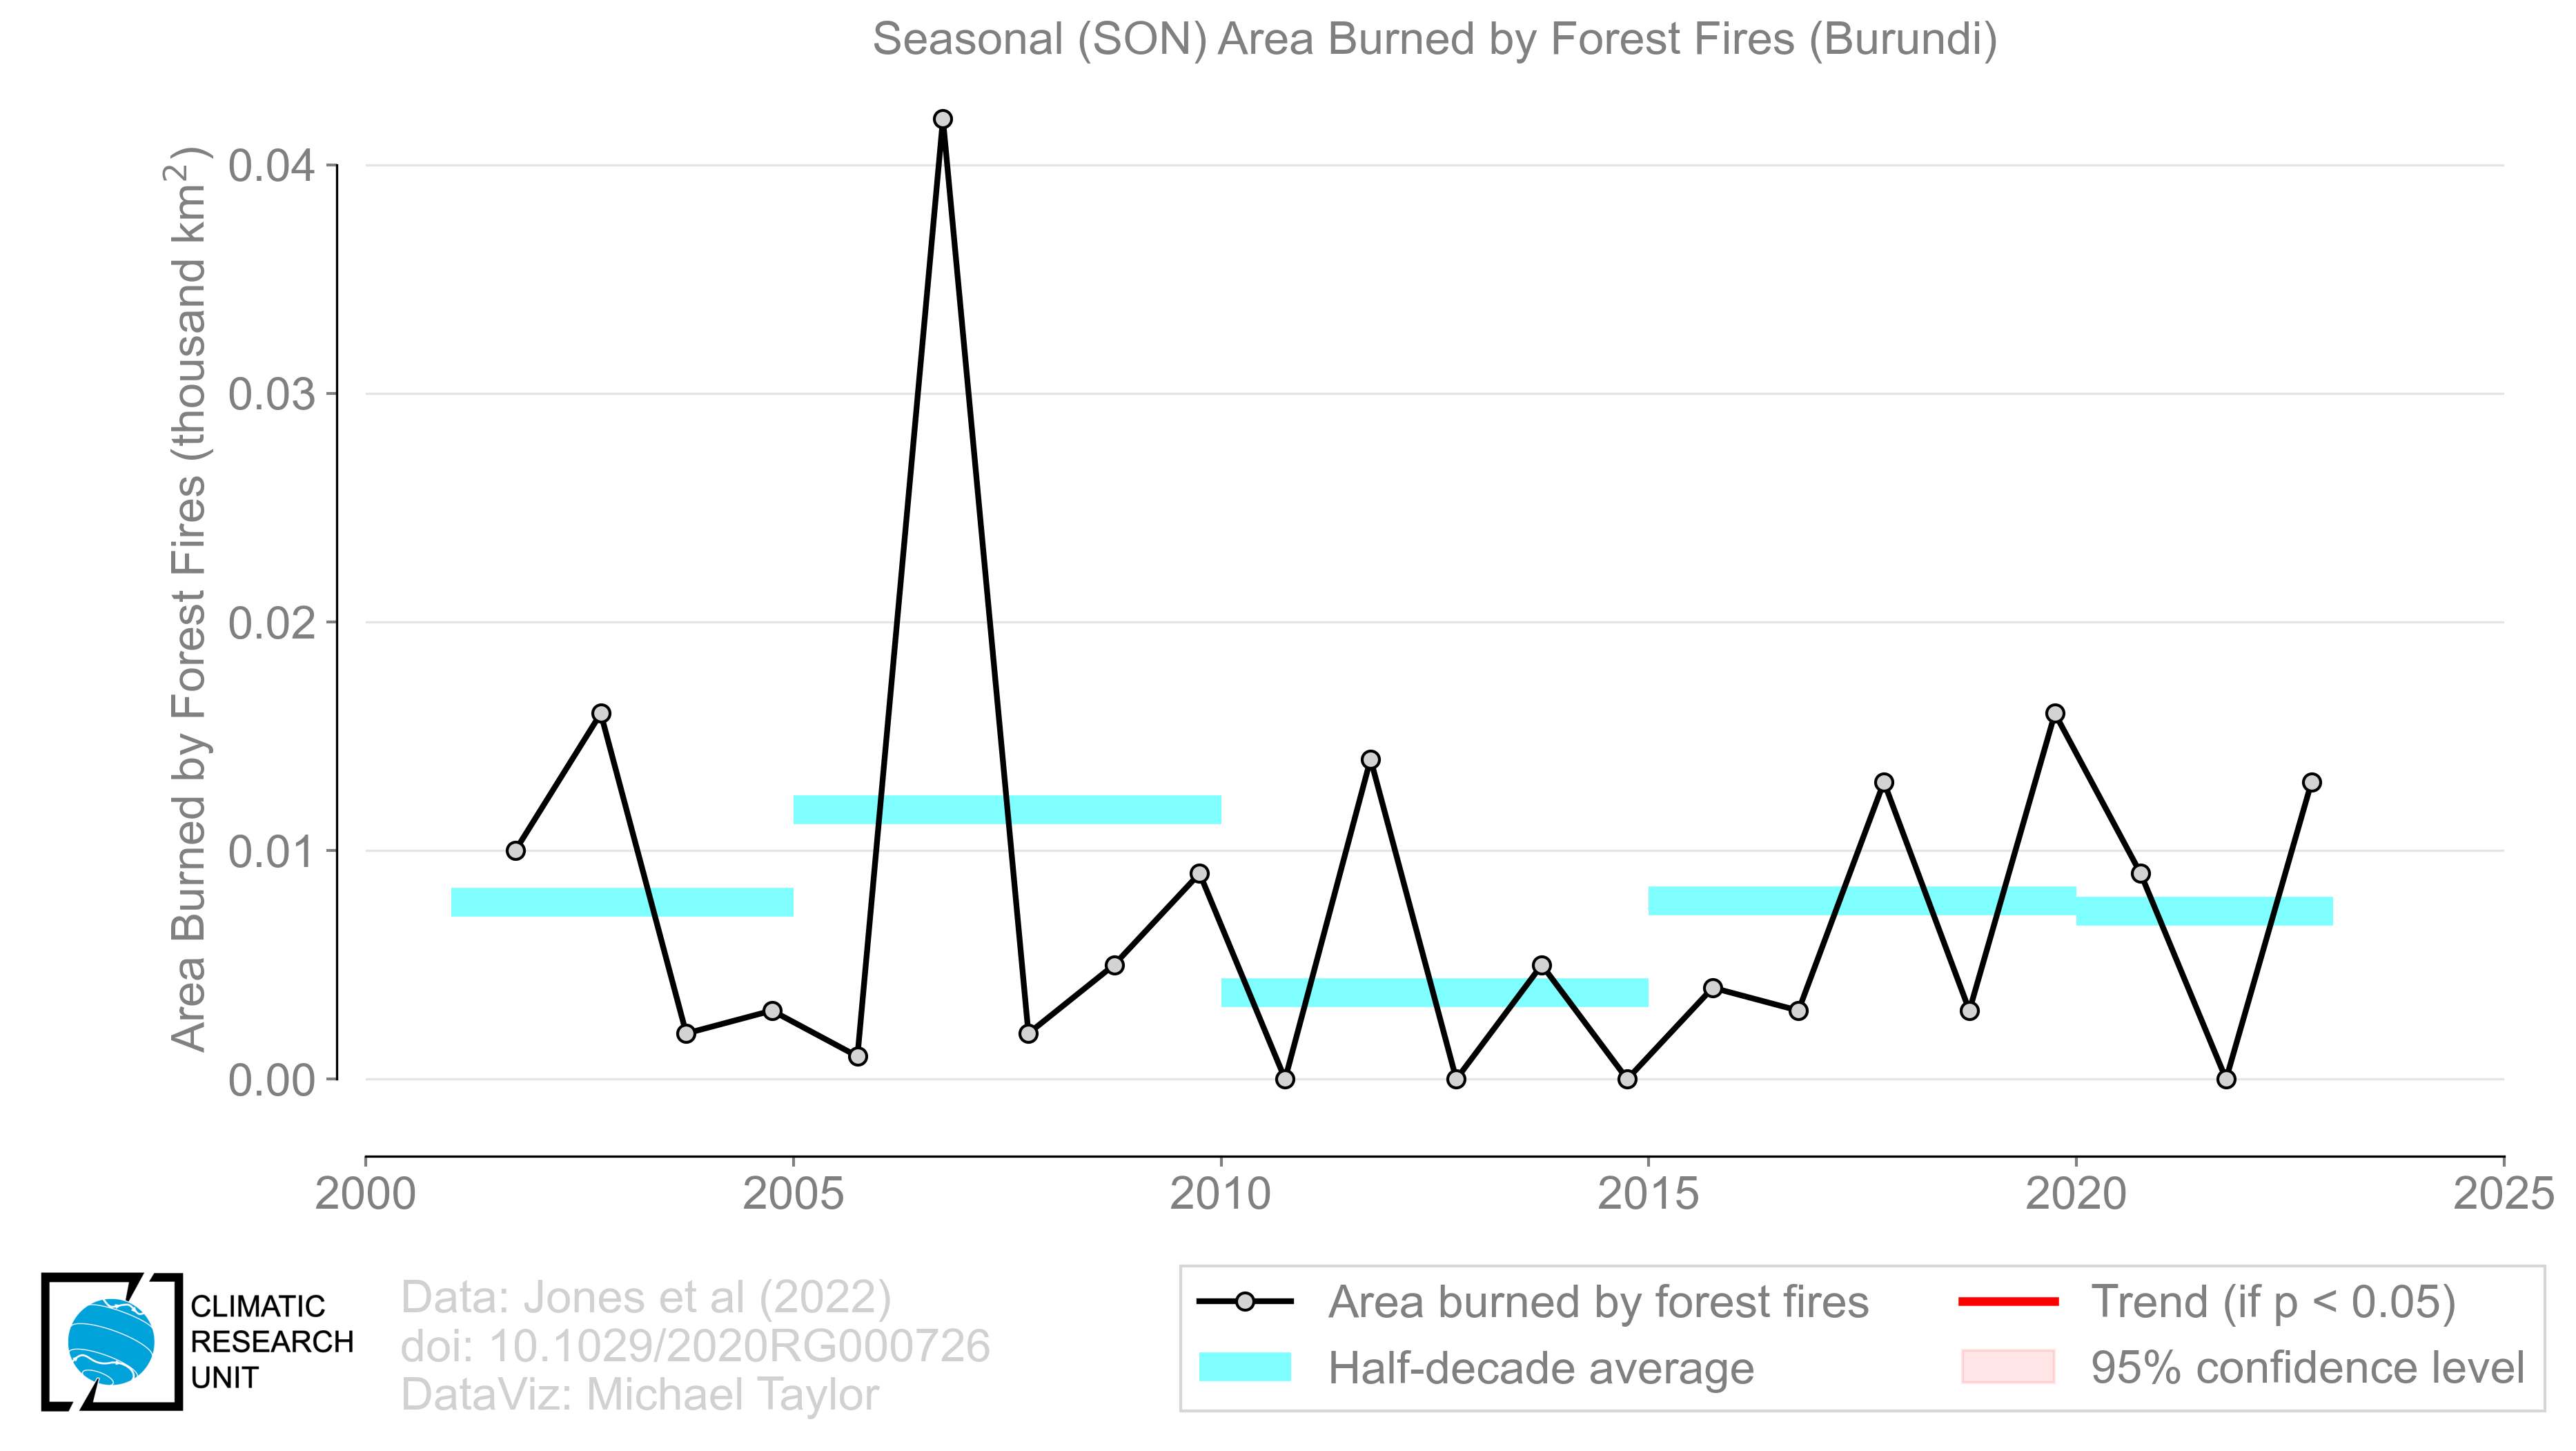 Seasonal (SON) Area Burned by Forest Fires (Burundi)
Area Burned by Forest Fires (thousand km²)
0.04
0.03
0.02
0.01
0.00
2000 2005 2010 2015 2020 2025
CLIMATIC
RESEARCH
UNIT
Data: Jones et al (2022)
doi: 10.1029/2020RG000726
DataViz: Michael Taylor
Area burned by forest fires
Half-decade average
Trend (if p < 0.05)
95% confidence level